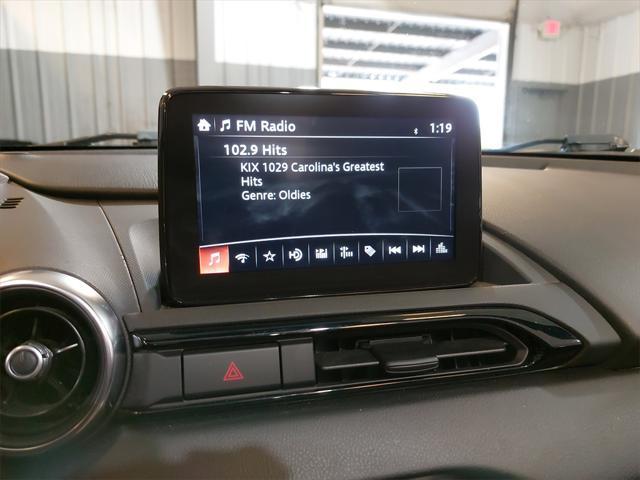 FM Radio
1:19
102.9 Hits
KIX 1029 Carolina's Greatest
Hits
Genre: Oldies